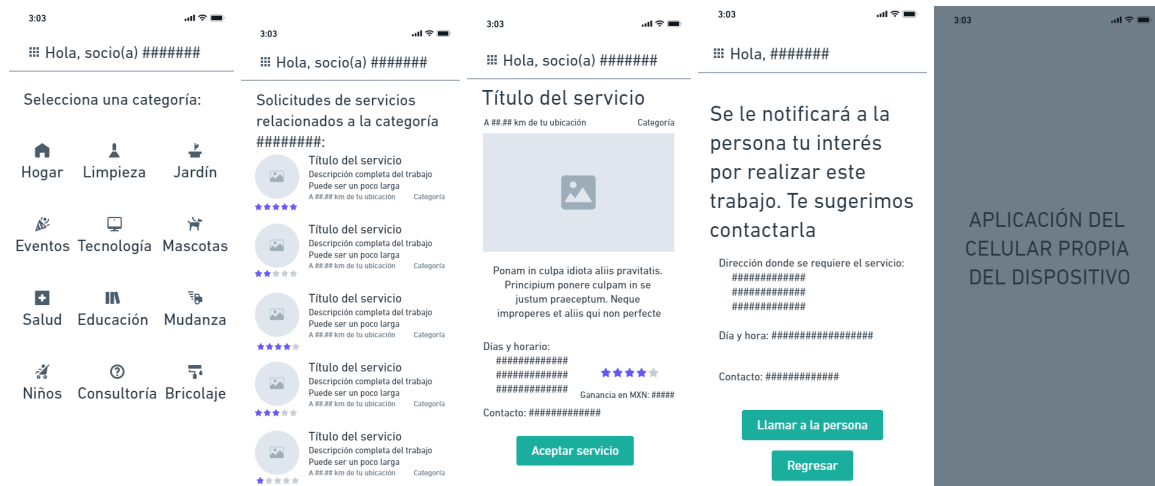 3:03
Hola, socio(a) #######
Selecciona una categoría:
Hogar Limpieza Jardín
Eventos Tecnología Mascotas
Salud Educación Mudanza
Niños Consultoría Bricolaje
3:03
Hola, socio(a) #######
Solicitudes de servicios
relacionados a la categoría
########:
Título del servicio
Descripción completa del trabajo
Puede ser un poco larga
A ##.## km de tu ubicación Categoría
Título del servicio
Descripción completa del trabajo
Puede ser un poco larga
A ##.## km de tu ubicación Categoría
Título del servicio
Descripción completa del trabajo
Puede ser un poco larga
A ##.## km de tu ubicación Categoría
Título del servicio
Descripción completa del trabajo
Puede ser un poco larga
A ##.## km de tu ubicación Categoría
Título del servicio
Descripción completa del trabajo
Puede ser un poco larga
A ##.## km de tu ubicación Categoría
3:03
Hola, socio(a) #######
Título del servicio
A ##.## km de tu ubicación Categoría
Ponam in culpa idiota aliis pravitatis.
Principium ponere culpam in se
justum praeceptum. Neque
improperes et aliis qui non perfecte
Días y horario:
#############
#############
#############
Ganancia en MXN: #####
Contacto: #############
Aceptar servicio
3:03
Hola, #######
Se le notificará a la
persona tu interés
por realizar este
trabajo. Te sugerimos
contactarla
Dirección donde se requiere el servicio:
#############
#############
#############
Día y hora: ##################
Contacto: #############
Llamar a la persona
Regresar
3:03
APLICACIÓN DEL
CELULAR PROPIA
DEL DISPOSITIVO